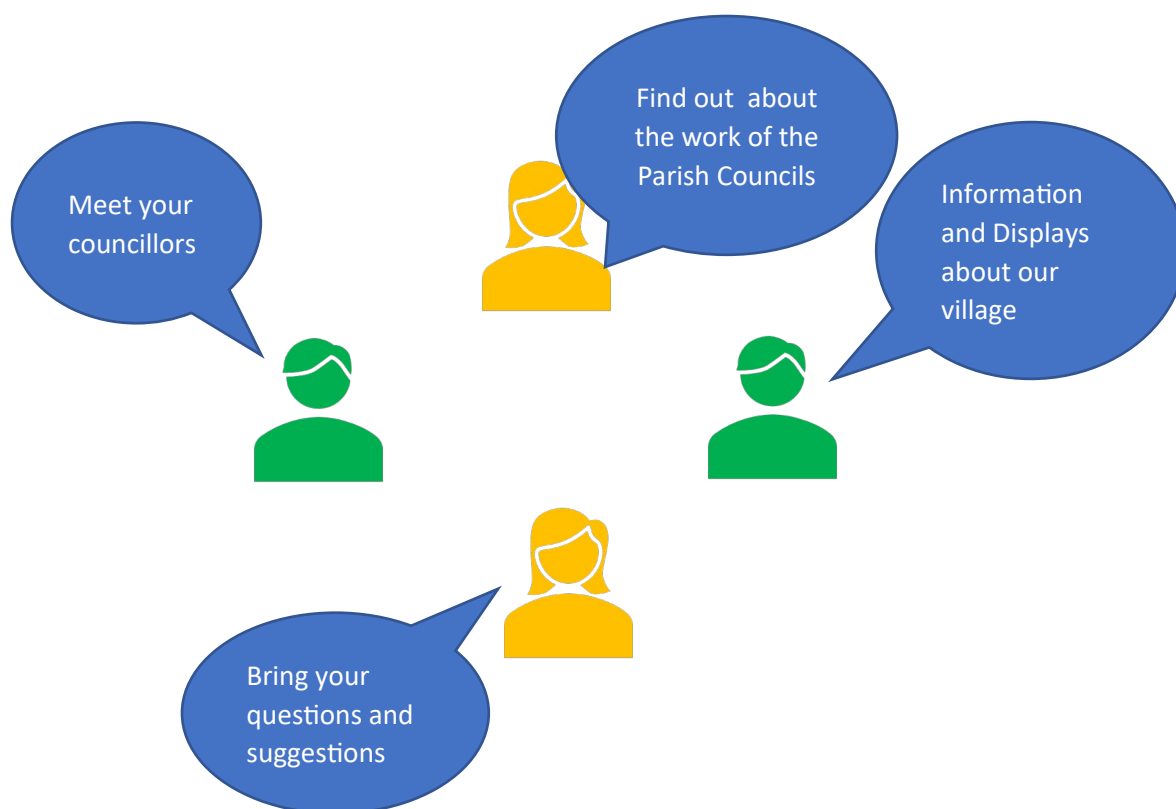 Find out  about
the work of the
Parish Councils
Meet your
councillors
Information
and Displays
about our
village
Bring your
questions and
suggestions